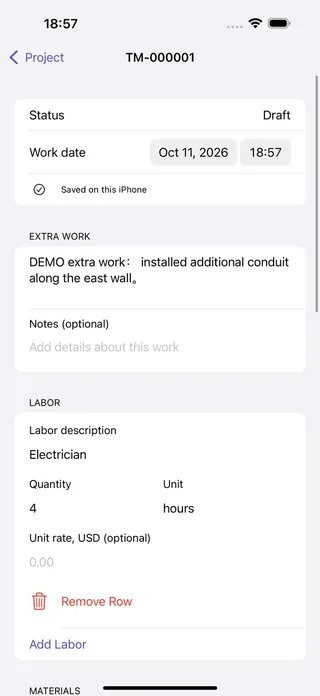 18:57
Project
TM-000001
Status Draft
Work date Oct 11, 2026 18:57
Saved on this iPhone
EXTRA WORK
DEMO extra work： installed additional conduit
along the east wall。
Notes (optional)
Add details about this work
LABOR
Labor description
Electrician
Quantity Unit
4 hours
Unit rate, USD (optional)
0.00
Remove Row
Add Labor
MATERIALS